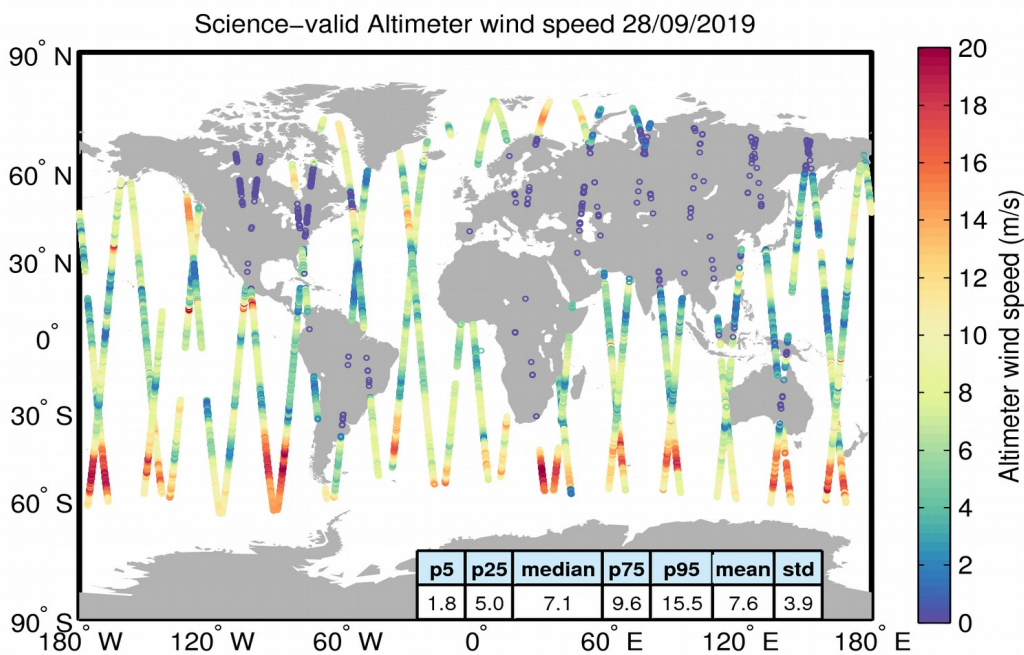 Science−valid Altimeter wind speed 28/09/2019
90° N
60° N
30° N
0°
30° S
60° S
90° S
180° W
120° W
60° W
0°
60° E
120° E
180° E
p5 p25 median p75 p95 mean std
1.8 5.0 7.1 9.6 15.5 7.6 3.9
20
18
16
14
12
10
8
6
4
2
0
Altimeter wind speed (m/s)